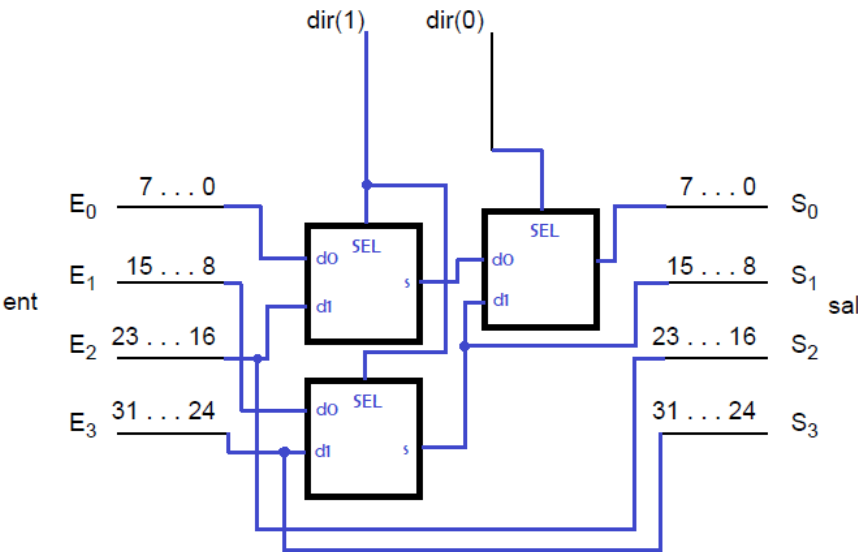 dir(1) dir(0)
E0 7 . . . 0 7 . . . 0 S0
SEL SEL
d0 d0
E1 15 . . . 8 s 15 . . . 8 S1
ent d1 d1 sal
E2 23 . . . 16 23 . . . 16 S2
SEL
E3 31 . . . 24 d0 31 . . . 24 S3
d1 s